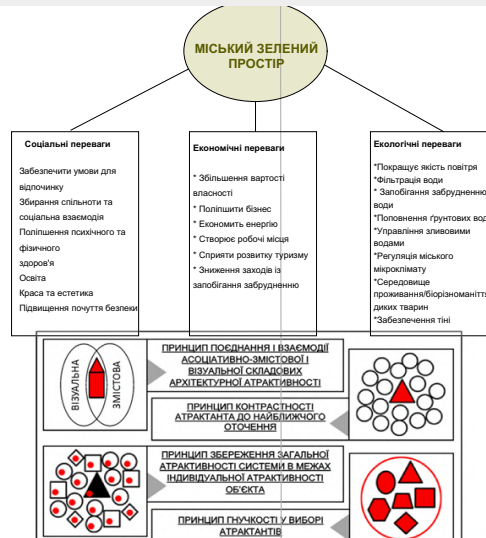 МІСЬКИЙ ЗЕЛЕНИЙ
ПРОСТІР
Соціальні переваги
Забезпечити умови для
відпочинку
Збирання спільноти та
соціальна взаємодія
Поліпшення психічного та
фізичного
здоров'я
Освіта
Краса та естетика
Підвищення почуття безпеки
Економічні переваги
* Збільшення вартості
власності
* Поліпшити бізнес
* Економить енергію
* Створює робочі місця
* Сприяти розвитку туризму
* Зниження заходів із
запобігання забрудненню
Екологічні переваги
*Покращує якість повітря
*Фільтрація води
* Запобігання забрудненню
води
*Поповнення ґрунтових вод
*Управління зливовими
водами
*Регуляція міського
мікроклімату
*Середовище
проживання/біорізноманіття
диких тварин
*Забезпечення тіні
ВІЗУАЛЬНА
ЗМІСТОВА
ПРИНЦИП ПОЄДНАННЯ І ВЗАЄМОДІЇ
АСОЦІАТИВНО-ЗМІСТОВОЇ І
ВІЗУАЛЬНОЇ СКЛАДОВИХ
АРХІТЕКТУРНОЇ АТРАКТИВНОСТІ
ПРИНЦИП КОНТРАСТНОСТІ
АТРАКТАНТА ДО НАЙБЛИЖЧОГО
ОТОЧЕННЯ
ПРИНЦИП ЗБЕРЕЖЕННЯ ЗАГАЛЬНОЇ
АТРАКТИВНОСТІ СИСТЕМИ В МЕЖАХ
ІНДИВІДУАЛЬНОЇ АТРАКТИВНОСТІ
ОБ'ЄКТА
ПРИНЦИП ГНУЧКОСТІ У ВИБОРІ
АТРАКТАНТІВ